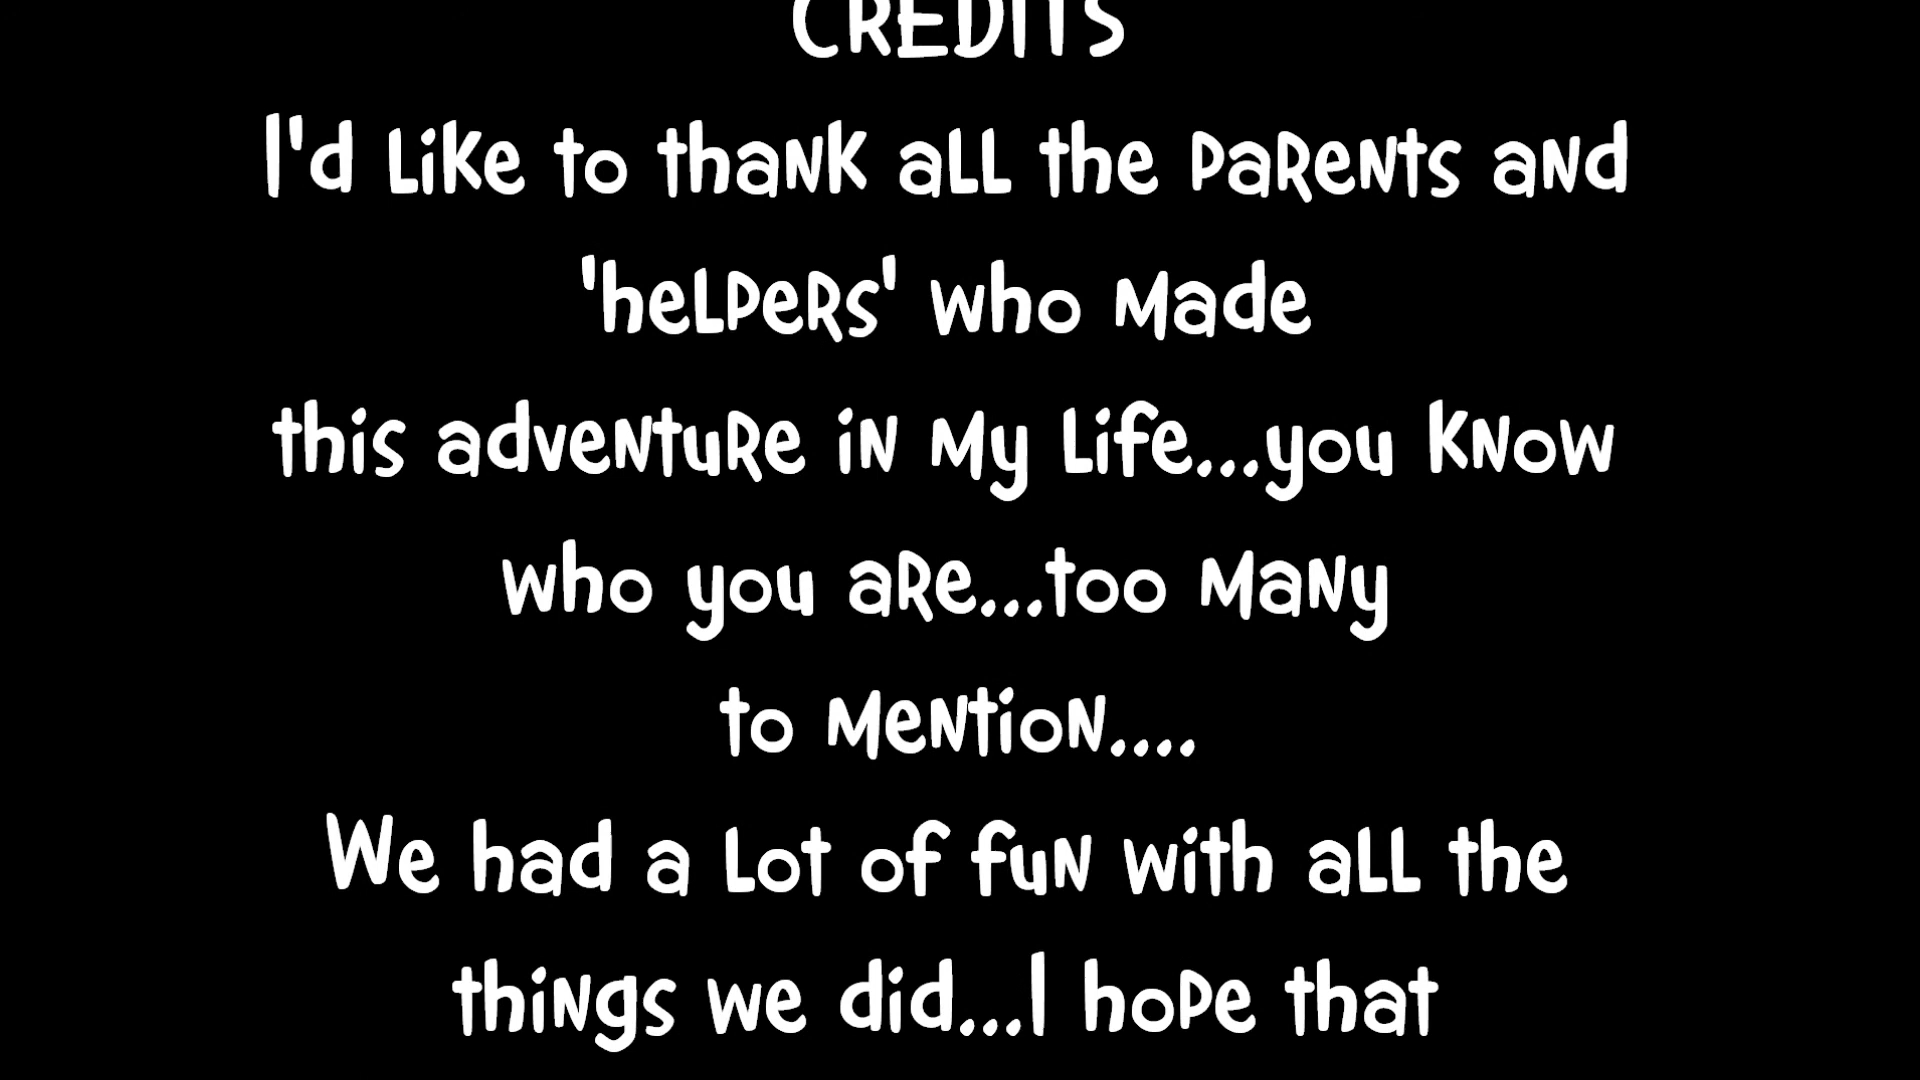 CREDITS
I'd like to thank all the parents and
'helpers' who made
this adventure in my life...you know
who you are...too many
to mention....
We had a lot of fun with all the
things we did...I hope that